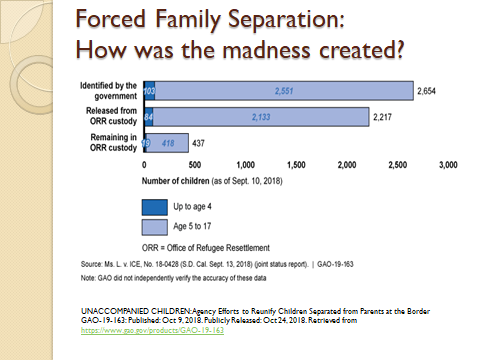 Forced Family Separation:
How was the madness created?
Identified by the
government
103
2,551
2,654
Released from
ORR custody
84
2,133
2,217
Remaining in
ORR custody
19
418
437
0
500
1,000
1,500
2,000
2,500
3,000
Number of children (as of Sept. 10, 2018)
Up to age 4
Age 5 to 17
ORR = Office of Refugee Resettlement
Source: Ms. L. v. ICE, No. 18-0428 (S.D. Cal. Sept. 13, 2018) (joint status report). | GAO-19-163
Note: GAO did not independently verify the accuracy of these data
UNACCOMPANIED CHILDREN: Agency Efforts to Reunify Children Separated from Parents at the Border
GAO-19-163: Published: Oct 9, 2018. Publicly Released: Oct 24, 2018. Retrieved from
https://www.gao.gov/products/GAO-19-163